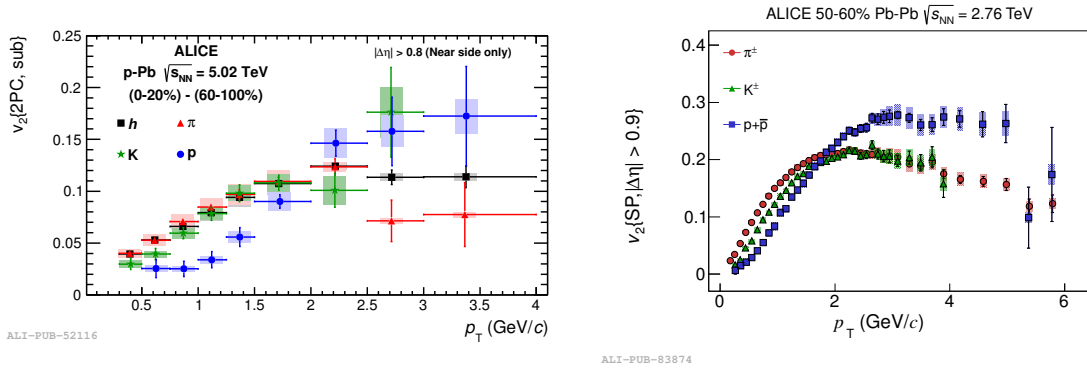 ALICE
p-Pb √sNN = 5.02 TeV
(0-20%) - (60-100%)
|Δη| > 0.8 (Near side only)
h
π
K
p
v2{2PC, sub}
0.25
0.2
0.15
0.1
0.05
0
0.5 1 1.5 2 2.5 3 3.5 4
pT (GeV/c)
ALI-PUB-52116
ALICE 50-60% Pb-Pb √sNN = 2.76 TeV
π±
K±
p+p̅
v2{SP,|Δη| > 0.9}
0.4
0.3
0.2
0.1
0
0 2 4 6
pT (GeV/c)
ALI-PUB-83874